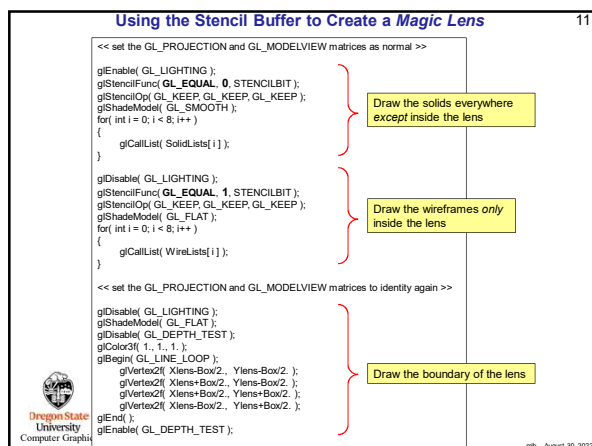 Using the Stencil Buffer to Create a Magic Lens
11
<< set the GL_PROJECTION and GL_MODELVIEW matrices as normal >>
glEnable( GL_LIGHTING );
glStencilFunc( GL_EQUAL, 0, STENCILBIT );
glStencilOp( GL_KEEP, GL_KEEP, GL_KEEP );
glShadeModel( GL_SMOOTH );
for( int i = 0; i < 8; i++ )
{
glCallList( SolidLists[ i ] );
}
Draw the solids everywhere
except inside the lens
glDisable( GL_LIGHTING );
glStencilFunc( GL_EQUAL, 1, STENCILBIT );
glStencilOp( GL_KEEP, GL_KEEP, GL_KEEP );
glShadeModel( GL_FLAT );
for( int i = 0; i < 8; i++ )
{
glCallList( WireLists[ i ] );
}
Draw the wireframes only
inside the lens
<< set the GL_PROJECTION and GL_MODELVIEW matrices to identity again >>
glDisable( GL_LIGHTING );
glShadeModel( GL_FLAT );
glDisable( GL_DEPTH_TEST );
glColor3f( 1., 1., 1. );
glBegin( GL_LINE_LOOP );
glVertex2f( Xlens-Box/2., Ylens-Box/2. );
glVertex2f( Xlens+Box/2., Ylens-Box/2. );
glVertex2f( Xlens+Box/2., Ylens+Box/2. );
glVertex2f( Xlens-Box/2., Ylens+Box/2. );
glEnd( );
glEnable( GL_DEPTH_TEST );
Draw the boundary of the lens
Oregon State
University
Computer Graphi